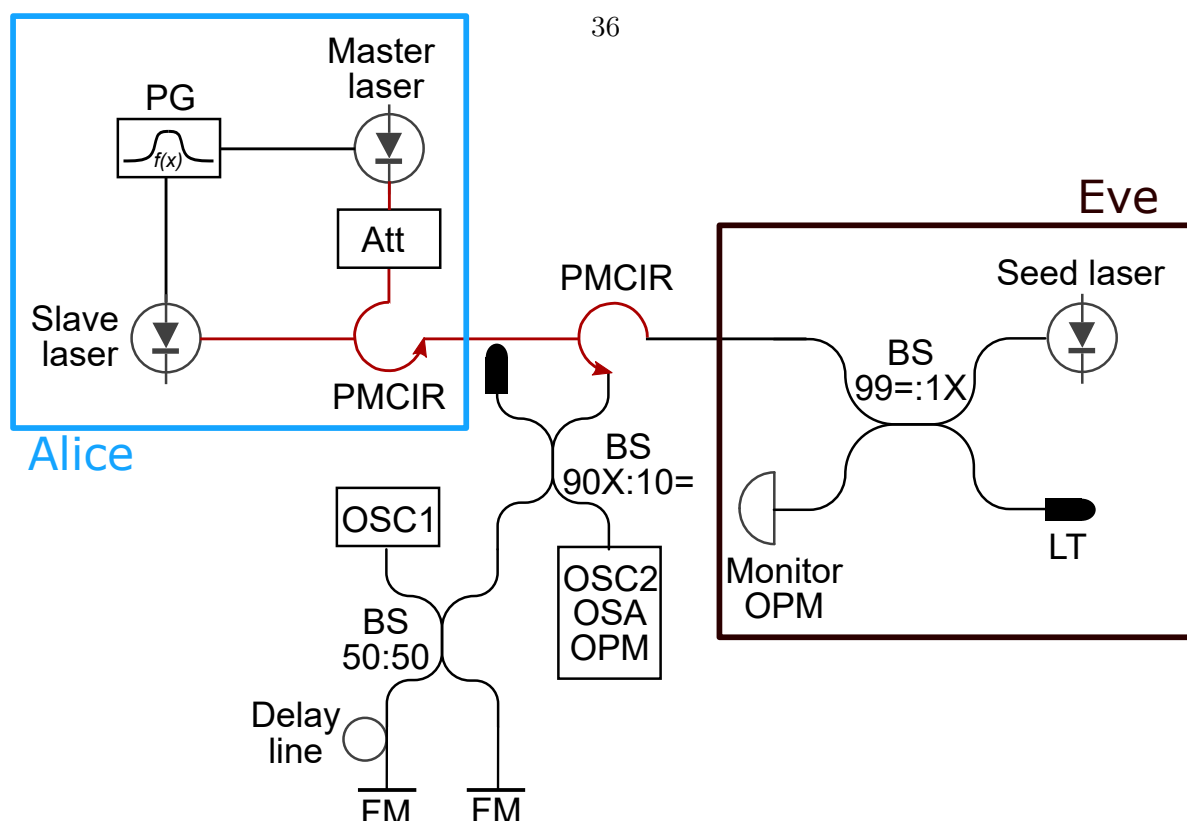 36
Master
laser
PG
f(x)
Att
Slave
laser
PMCIR
Alice
PMCIR
Eve
Seed laser
BS
99=:1X
BS
90X:10=
OSC1
OSC2
OSA
OPM
Monitor
OPM
LT
BS
50:50
Delay
line
FM
FM